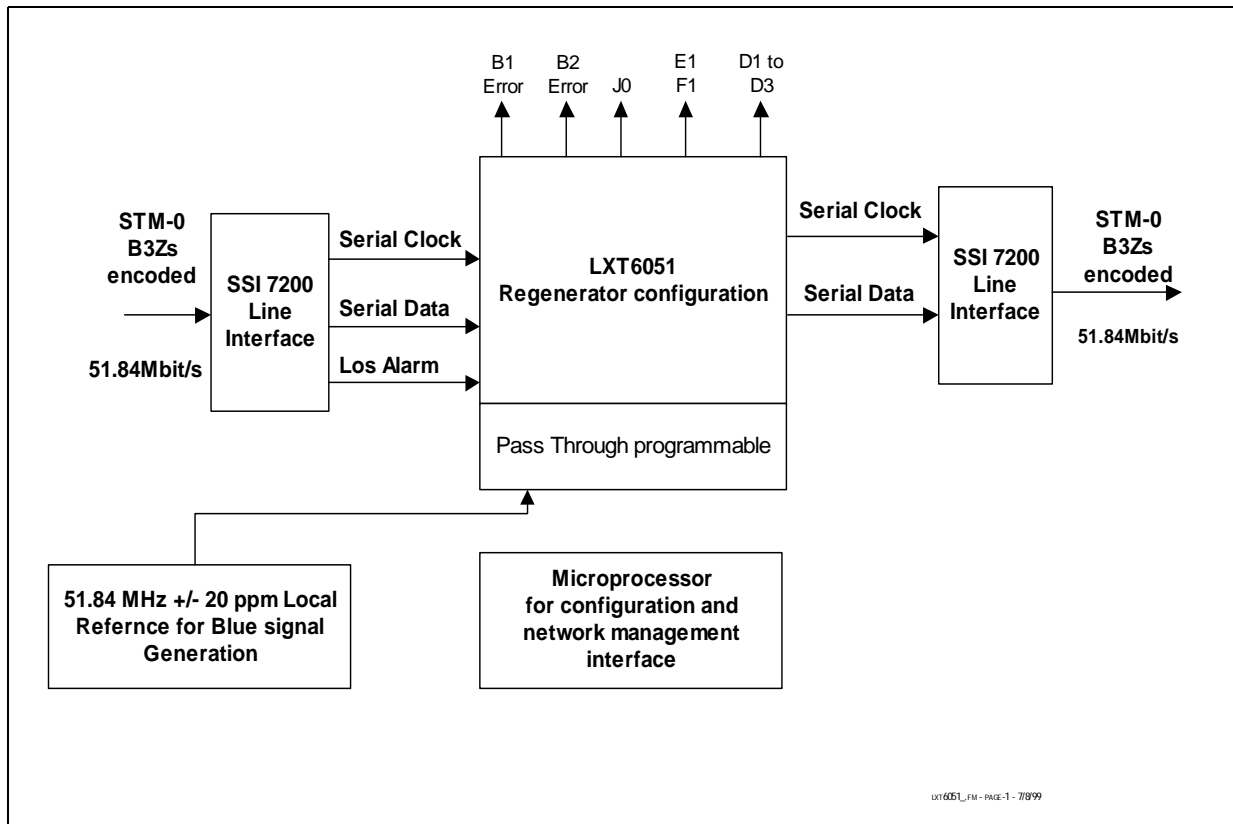 B1
Error
B2
Error
J0
E1
F1
D1 to
D3
STM-0
B3Zs
encoded
51.84Mbit/s
SSI 7200
Line
Interface
Serial Clock
Serial Data
Los Alarm
LXT6051
Regenerator configuration
Pass Through programmable
Serial Clock
Serial Data
SSI 7200
Line
Interface
STM-0
B3Zs
encoded
51.84Mbit/s
51.84 MHz +/- 20 ppm Local
Refernce for Blue signal
Generation
Microprocessor
for configuration and
network management
interface
LXT6051_.FM - PAGE-1 - 7/8/99